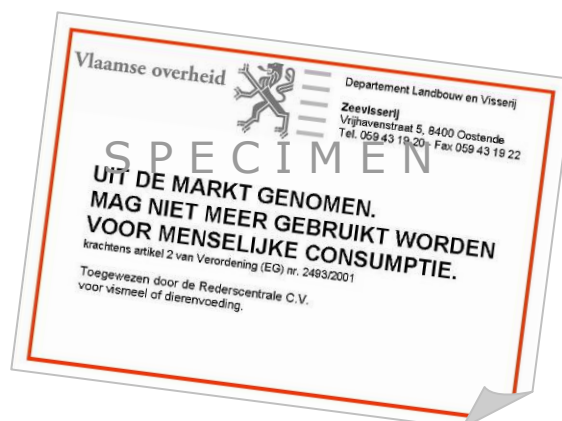 Vlaamse overheid
Departement Landbouw en Visserij
Zeevisserij
Vrijhavenstraat 5, 8400 Oostende
Tel. 059 43 19 20 - Fax 059 43 19 22
SPECIMEN
UIT DE MARKT GENOMEN.
MAG NIET MEER GEBRUIKT WORDEN
VOOR MENSELIJKE CONSUMPTIE.
krachtens artikel 2 van Verordening (EG) nr. 2493/2001
Toegewezen door de Rederscentrale C.V.
voor vismeel of dierenvoeding.